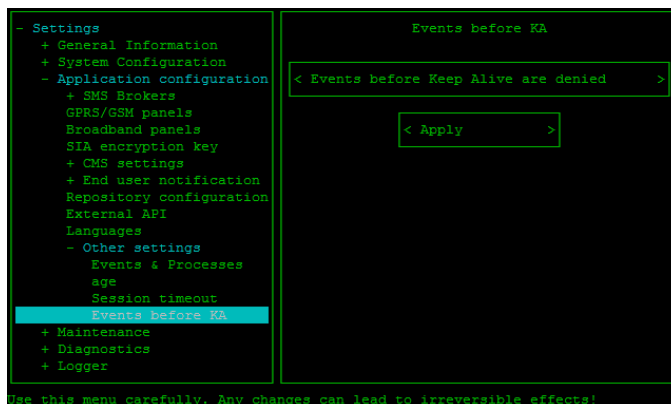 - Settings
+ General Information
+ System Configuration
- Application configuration
+ SMS Brokers
GPRS/GSM panels
Broadband panels
SIA encryption key
+ CMS settings
+ End user notification
Repository configuration
External API
Languages
- Other settings
Events & Processes
age
Session timeout
Events before KA
+ Maintenance
+ Diagnostics
+ Logger
Events before KA
< Events before Keep Alive are denied >
< Apply >
Use this menu carefully. Any changes can lead to irreversible effects!